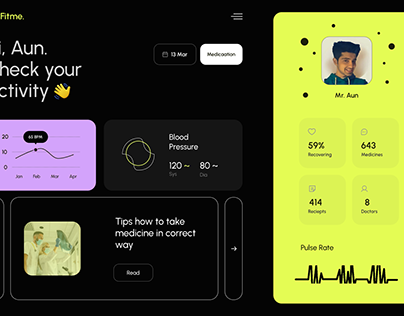 Fitme.
i, Aun.
heck your
ctivity 👋
13 Mar
Medicaation
20
10
0
65 BPM
Jan Feb Mar Apr
Blood
Pressure
120 ~ 80 ~
Sys Dia
Tips how to take
medicine in correct
way
Read
Mr. Aun
59%
Recovering
643
Medicines
414
Reciepts
8
Doctors
Pulse Rate